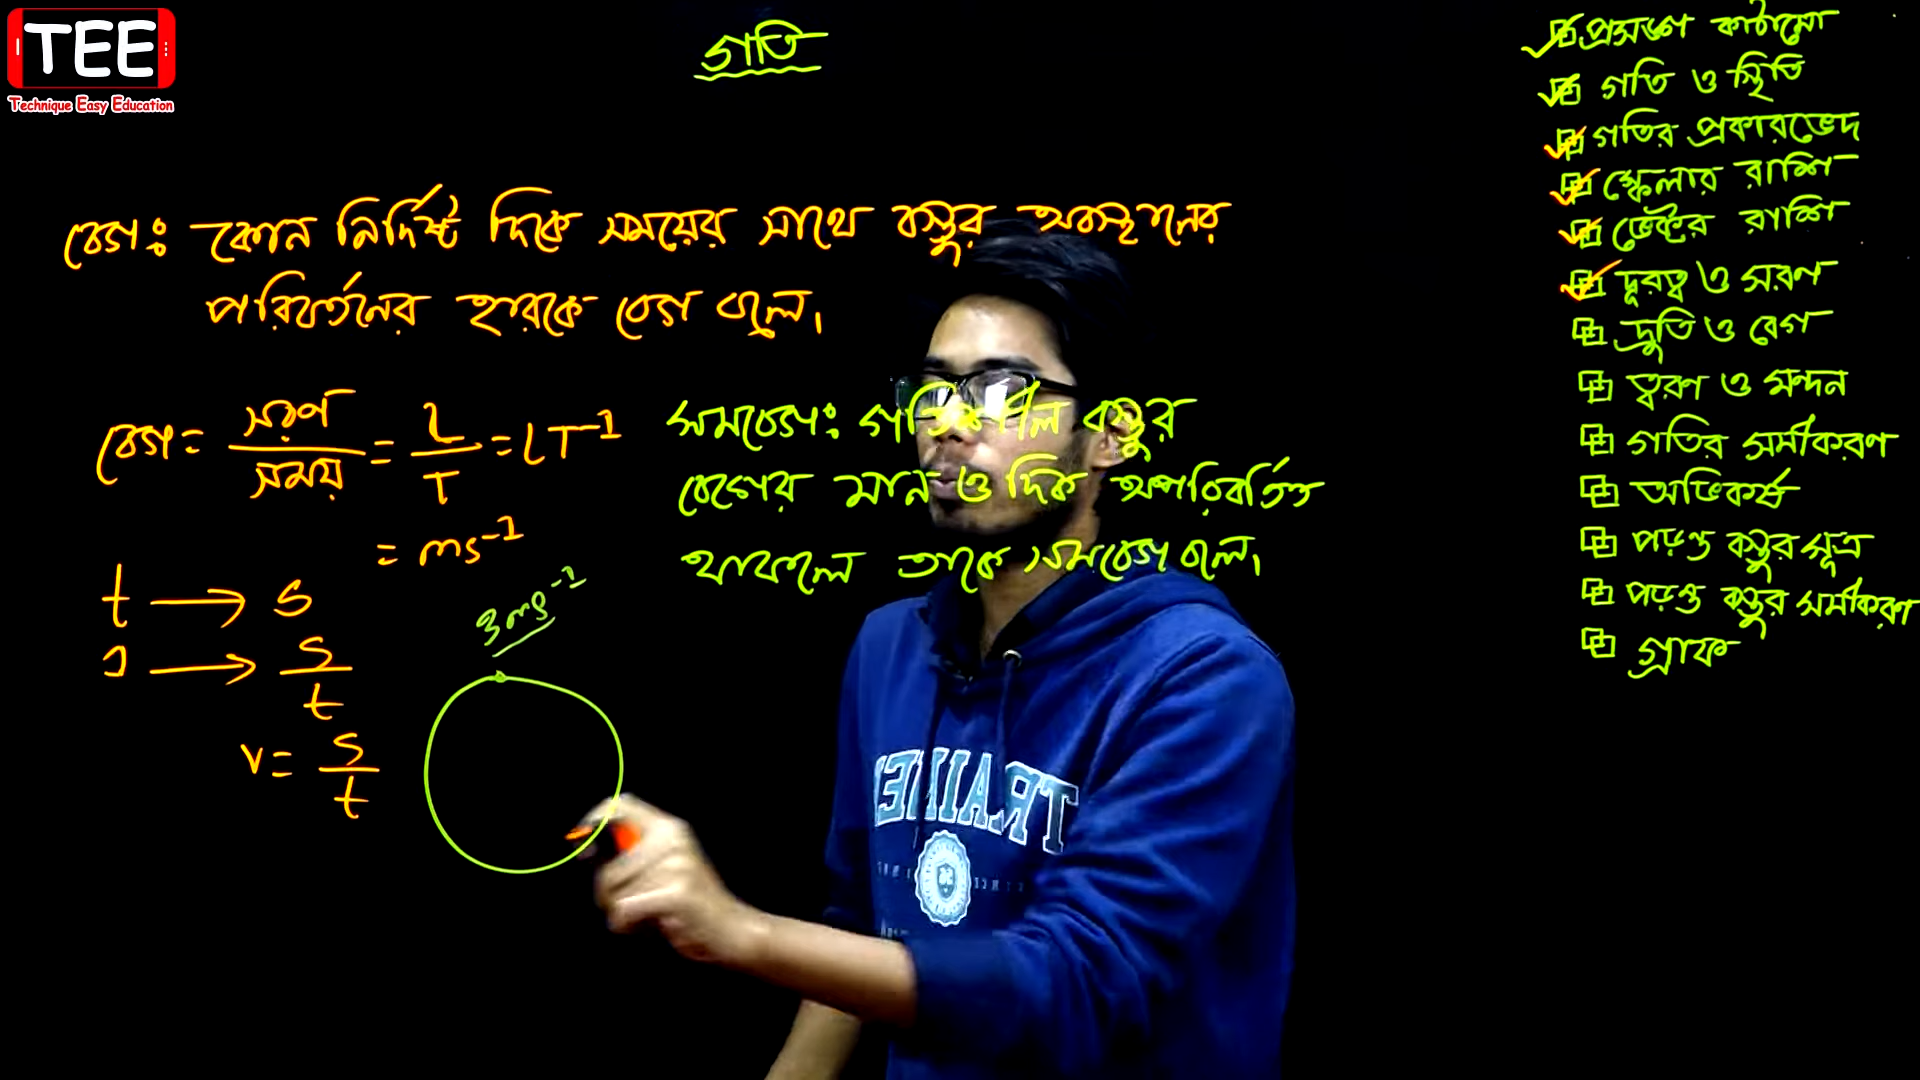 TEE
Technique Easy Education
গতি
বেগঃ কোন নির্দিষ্ট দিকে সময়ের সাথে বস্তুর অবস্থানের
পরিবর্তনের হারকে বেগ বলে।
বেগ = সরণ/সময় = L/T = LT⁻¹
= ms⁻¹
t → s
1 → s/t
v = s/t
3 ms⁻¹
সমবেগঃ গতিশীল বস্তুর
বেগের মান ও দিক অপরিবর্তিত
থাকলে তাকে সমবেগ বলে।
প্রসঙ্গ কাঠামো
গতি ও স্থিতি
গতির প্রকারভেদ
স্কেলার রাশি
ভেক্টর রাশি
দূরত্ব ও সরণ
দ্রুতি ও বেগ
ত্বরণ ও মন্দন
গতির সমীকরণ
অভিকর্ষ
পড়ন্ত বস্তুর সূত্র
পড়ন্ত বস্তুর সমীকরণ
গ্রাফ
TRAINE